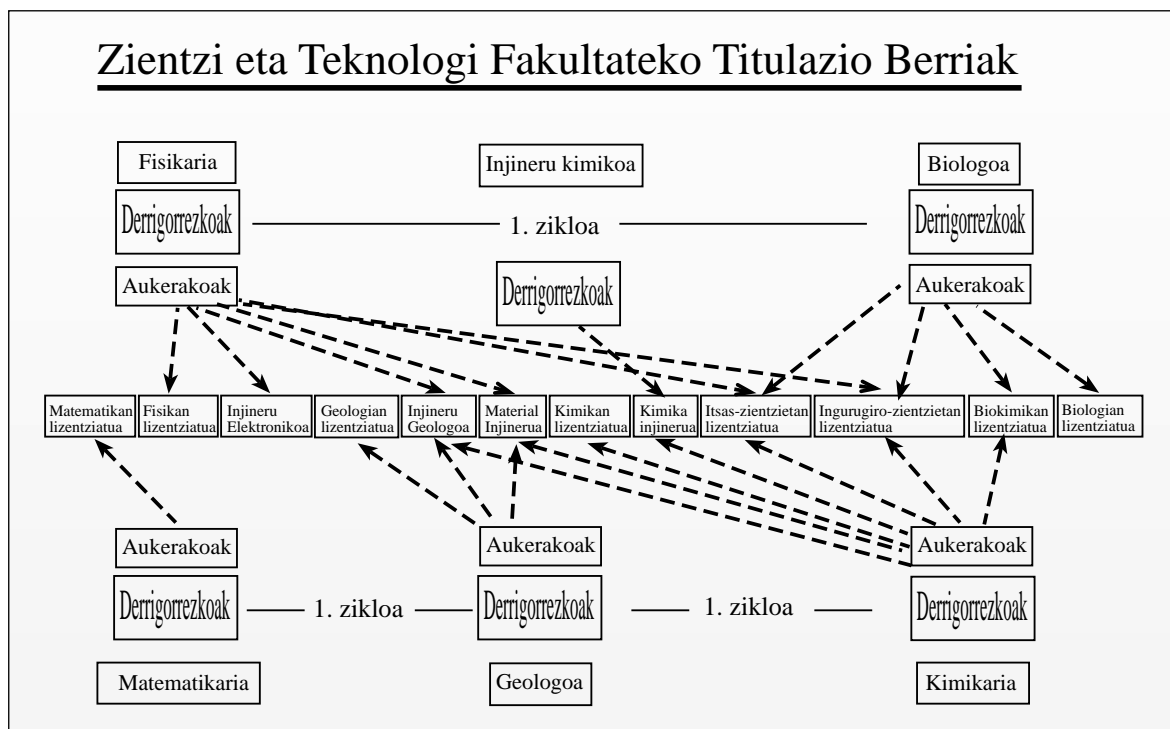 Zientzi eta Teknologi Fakultateko Titulazio Berriak
Fisikaria
Injineru kimikoa
Biologoa
Derrigorrezkoak
1. zikloa
Derrigorrezkoak
Aukerakoak
Derrigorrezkoak
Aukerakoak
Matematikan
lizentziatua
Fisikan
lizentziatua
Injineru
Elektronikoa
Geologian
lizentziatua
Injineru
Geologoa
Material
Injinerua
Kimikan
lizentziatua
Kimika
injinerua
Itsas-zientzietan
lizentziatua
Ingurugiro-zientzietan
lizentziatua
Biokimikan
lizentziatua
Biologian
lizentziatua
Aukerakoak
Aukerakoak
Aukerakoak
Derrigorrezkoak
1. zikloa
Derrigorrezkoak
1. zikloa
Derrigorrezkoak
Matematikaria
Geologoa
Kimikaria